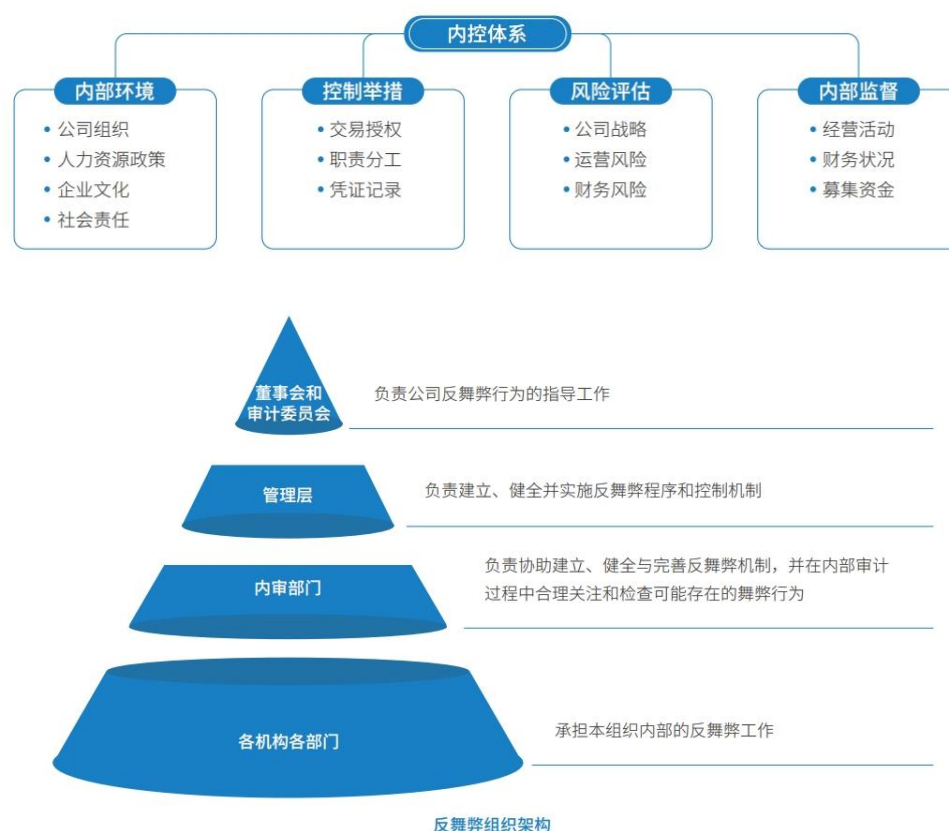 内控体系
内部环境
• 公司组织
• 人力资源政策
• 企业文化
• 社会责任
控制举措
• 交易授权
• 职责分工
• 凭证记录
风险评估
• 公司战略
• 运营风险
• 财务风险
内部监督
• 经营活动
• 财务状况
• 募集资金
董事会和
审计委员会
负责公司反舞弊行为的指导工作
管理层
负责建立、健全并实施反舞弊程序和控制机制
内审部门
负责协助建立、健全与完善反舞弊机制，并在内部审计
过程中合理关注和检查可能存在的舞弊行为
各机构各部门
承担本组织内部的反舞弊工作
反舞弊组织架构